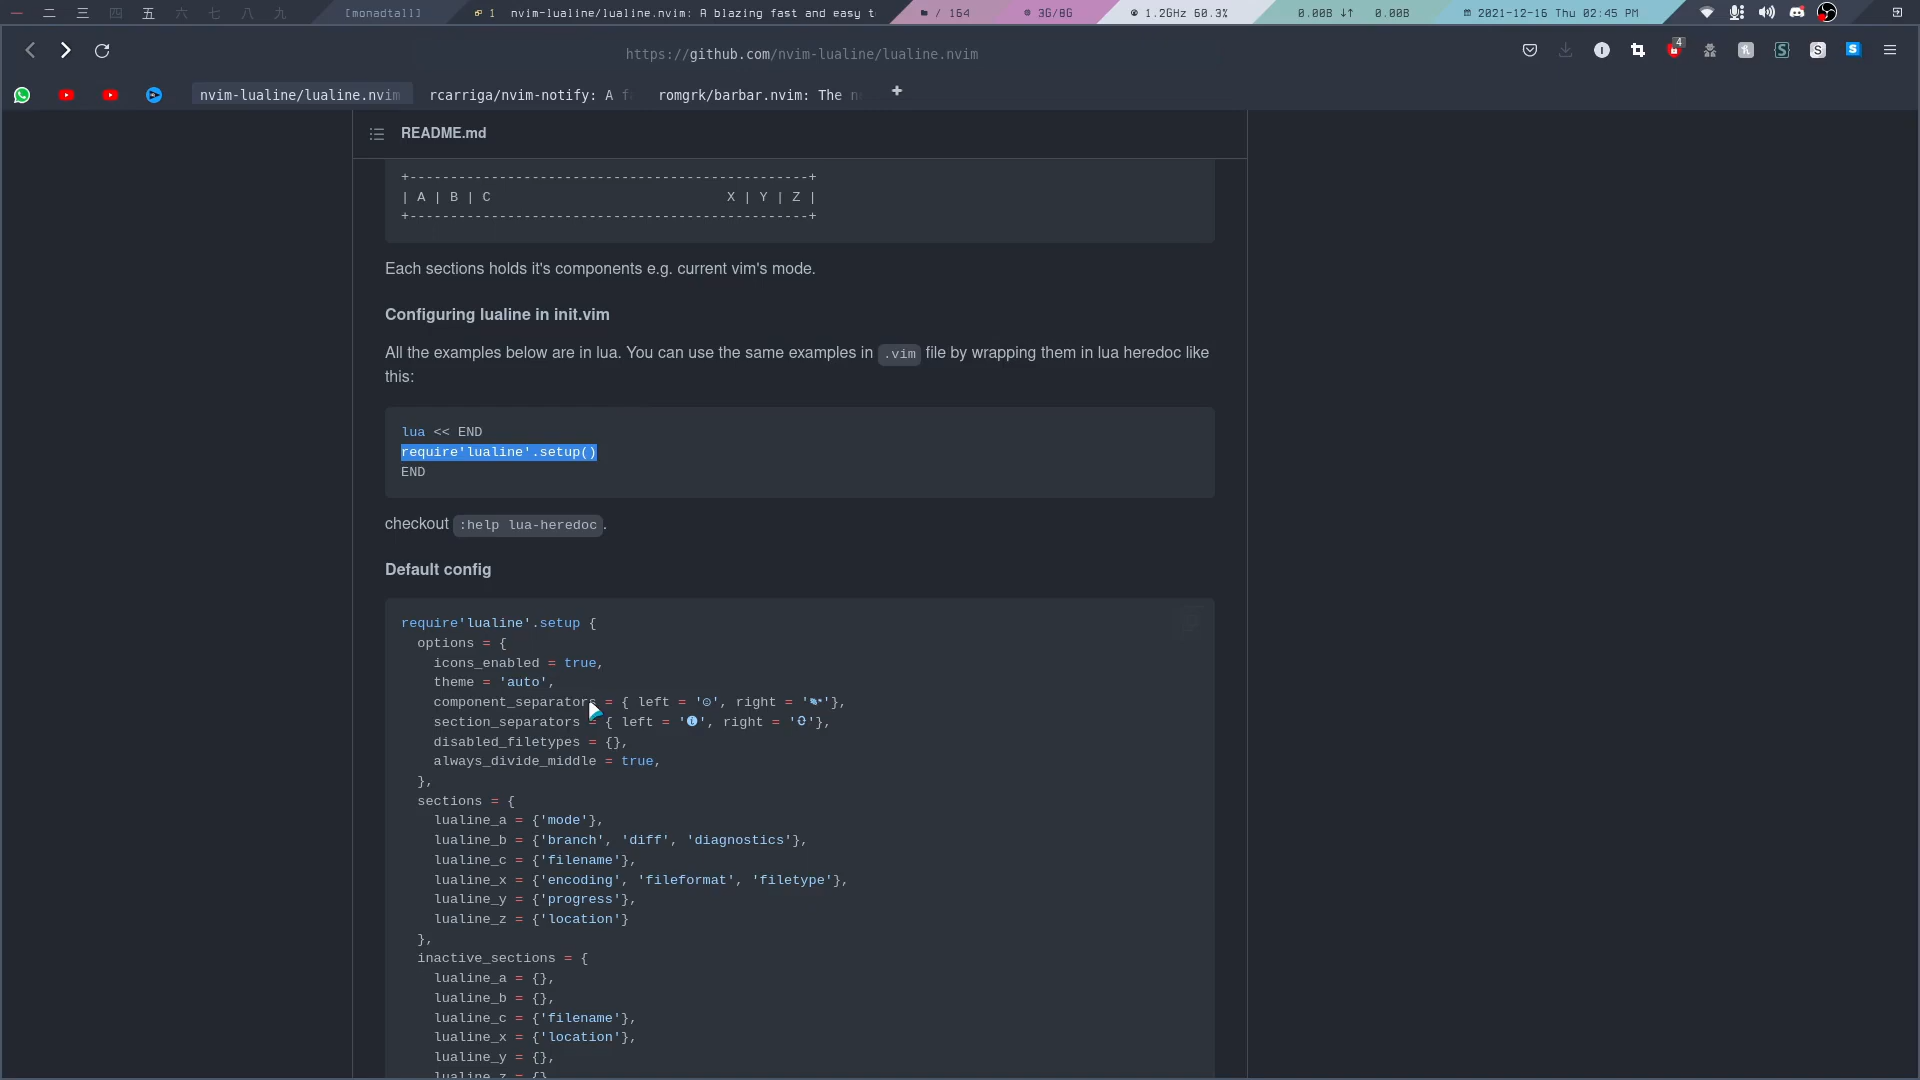 一 二 三 四 五 六 七 八 九 [monadtall] 1 nvim-lualine/lualine.nvim: A blazing fast and easy t / 164 3G/8G 1.2GHz 60.3% 0.00B ↓↑ 0.00B 2021-12-16 Thu 02:45 PM
https://github.com/nvim-lualine/lualine.nvim
4
nvim-lualine/lualine.nvim rcarriga/nvim-notify: A f romgrk/barbar.nvim: The n +
README.md
+--------------------------------------------------+
| A | B | C                             X | Y | Z |
+--------------------------------------------------+
Each sections holds it's components e.g. current vim's mode.
Configuring lualine in init.vim
All the examples below are in lua. You can use the same examples in .vim file by wrapping them in lua heredoc like
this:
lua << END
require'lualine'.setup()
END
checkout :help lua-heredoc.
Default config
require'lualine'.setup {
options = {
icons_enabled = true,
theme = 'auto',
component_separators = { left = '', right = ''},
section_separators = { left = '', right = ''},
disabled_filetypes = {},
always_divide_middle = true,
},
sections = {
lualine_a = {'mode'},
lualine_b = {'branch', 'diff', 'diagnostics'},
lualine_c = {'filename'},
lualine_x = {'encoding', 'fileformat', 'filetype'},
lualine_y = {'progress'},
lualine_z = {'location'}
},
inactive_sections = {
lualine_a = {},
lualine_b = {},
lualine_c = {'filename'},
lualine_x = {'location'},
lualine_y = {},
lualine_z = {}